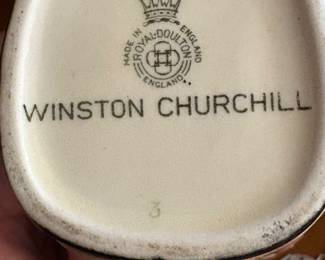 MADE IN ENGLAND
ROYAL·DOULTON
ENGLAND
WINSTON CHURCHILL
3